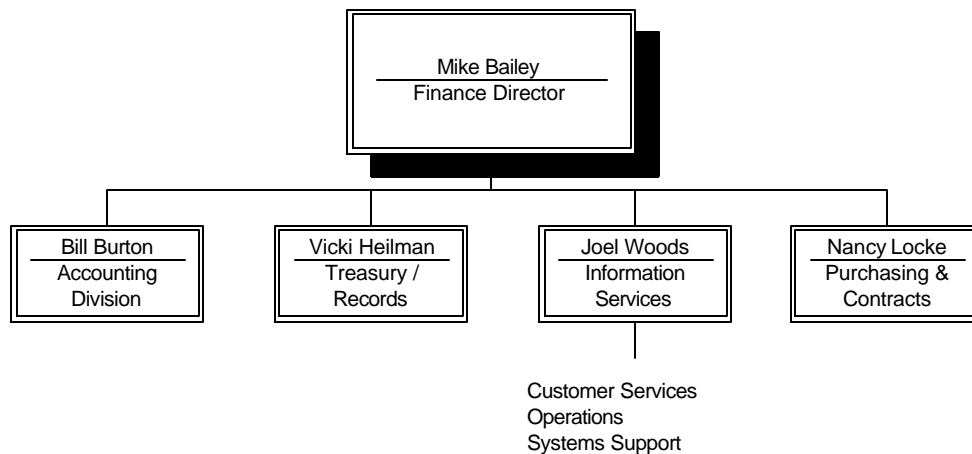 Mike Bailey
Finance Director
Bill Burton
Accounting
Division
Vicki Heilman
Treasury /
Records
Joel Woods
Information
Services
Nancy Locke
Purchasing &
Contracts
Customer Services
Operations
Systems Support